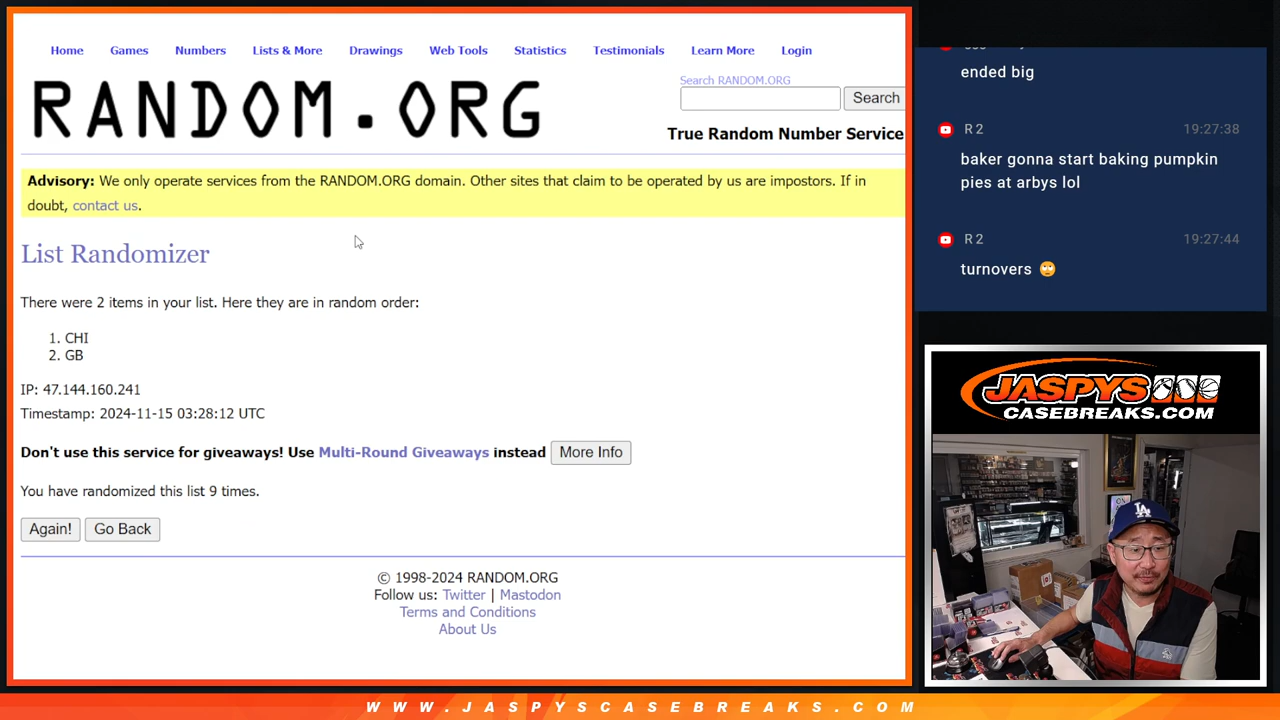 Home Games Numbers Lists & More Drawings Web Tools Statistics Testimonials Learn More Login
RANDOM.ORG
Search RANDOM.ORG
Search
True Random Number Service
Advisory: We only operate services from the RANDOM.ORG domain. Other sites that claim to be operated by us are impostors. If in
doubt, contact us.
List Randomizer
There were 2 items in your list. Here they are in random order:
1. CHI
2. GB
IP: 47.144.160.241
Timestamp: 2024-11-15 03:28:12 UTC
Don't use this service for giveaways! Use Multi-Round Giveaways instead More Info
You have randomized this list 9 times.
Again! Go Back
© 1998-2024 RANDOM.ORG
Follow us: Twitter | Mastodon
Terms and Conditions
About Us
ended big
R 2 19:27:38
baker gonna start baking pumpkin
pies at arbys lol
R 2 19:27:44
turnovers 🙄
JASPYS
CASEBREAKS.COM
LA
WWW.JASPYSCASEBREAKS.COM